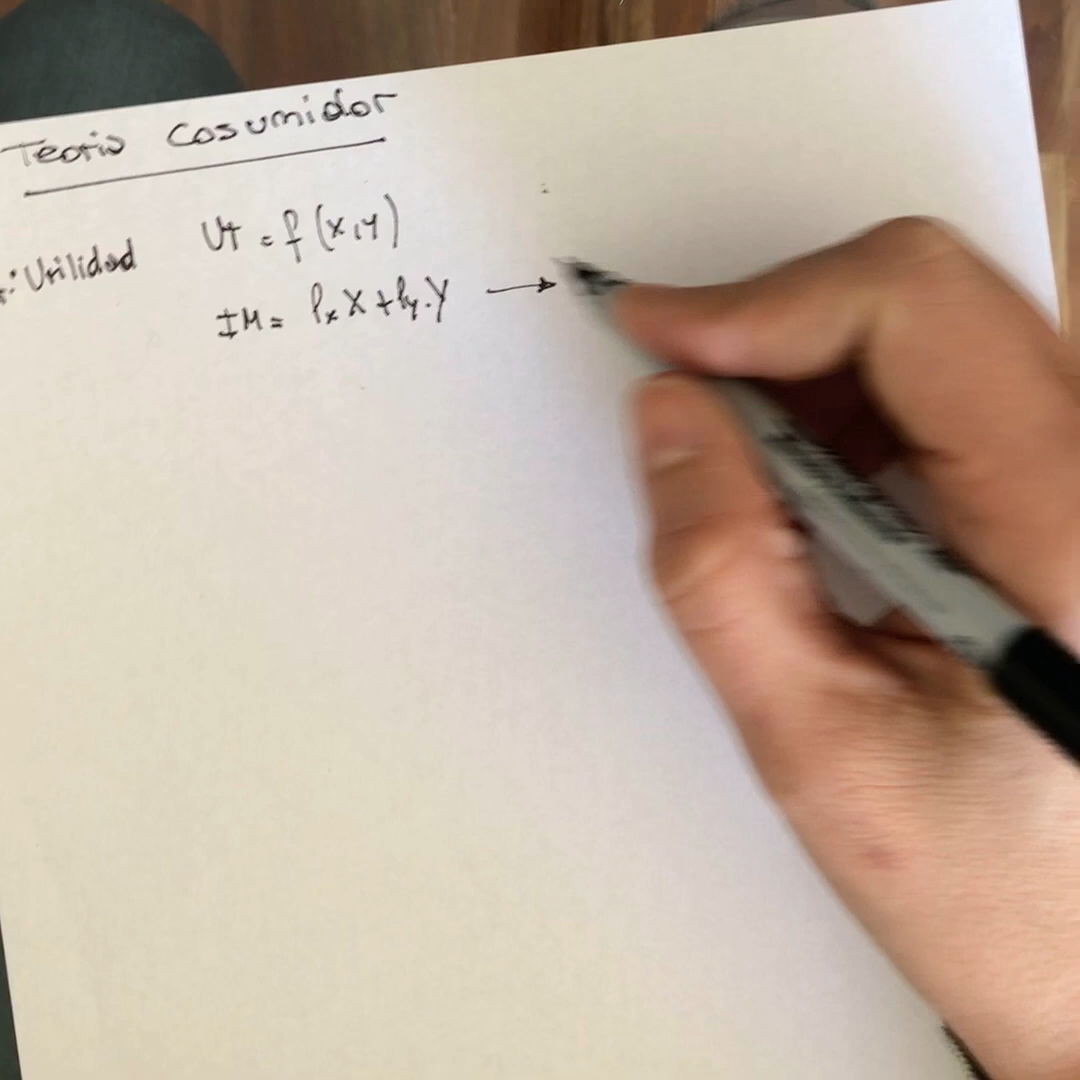 Teoria Cosumidor
: Utilidad UT = f (x, y)
IM = Px X + Py . Y →